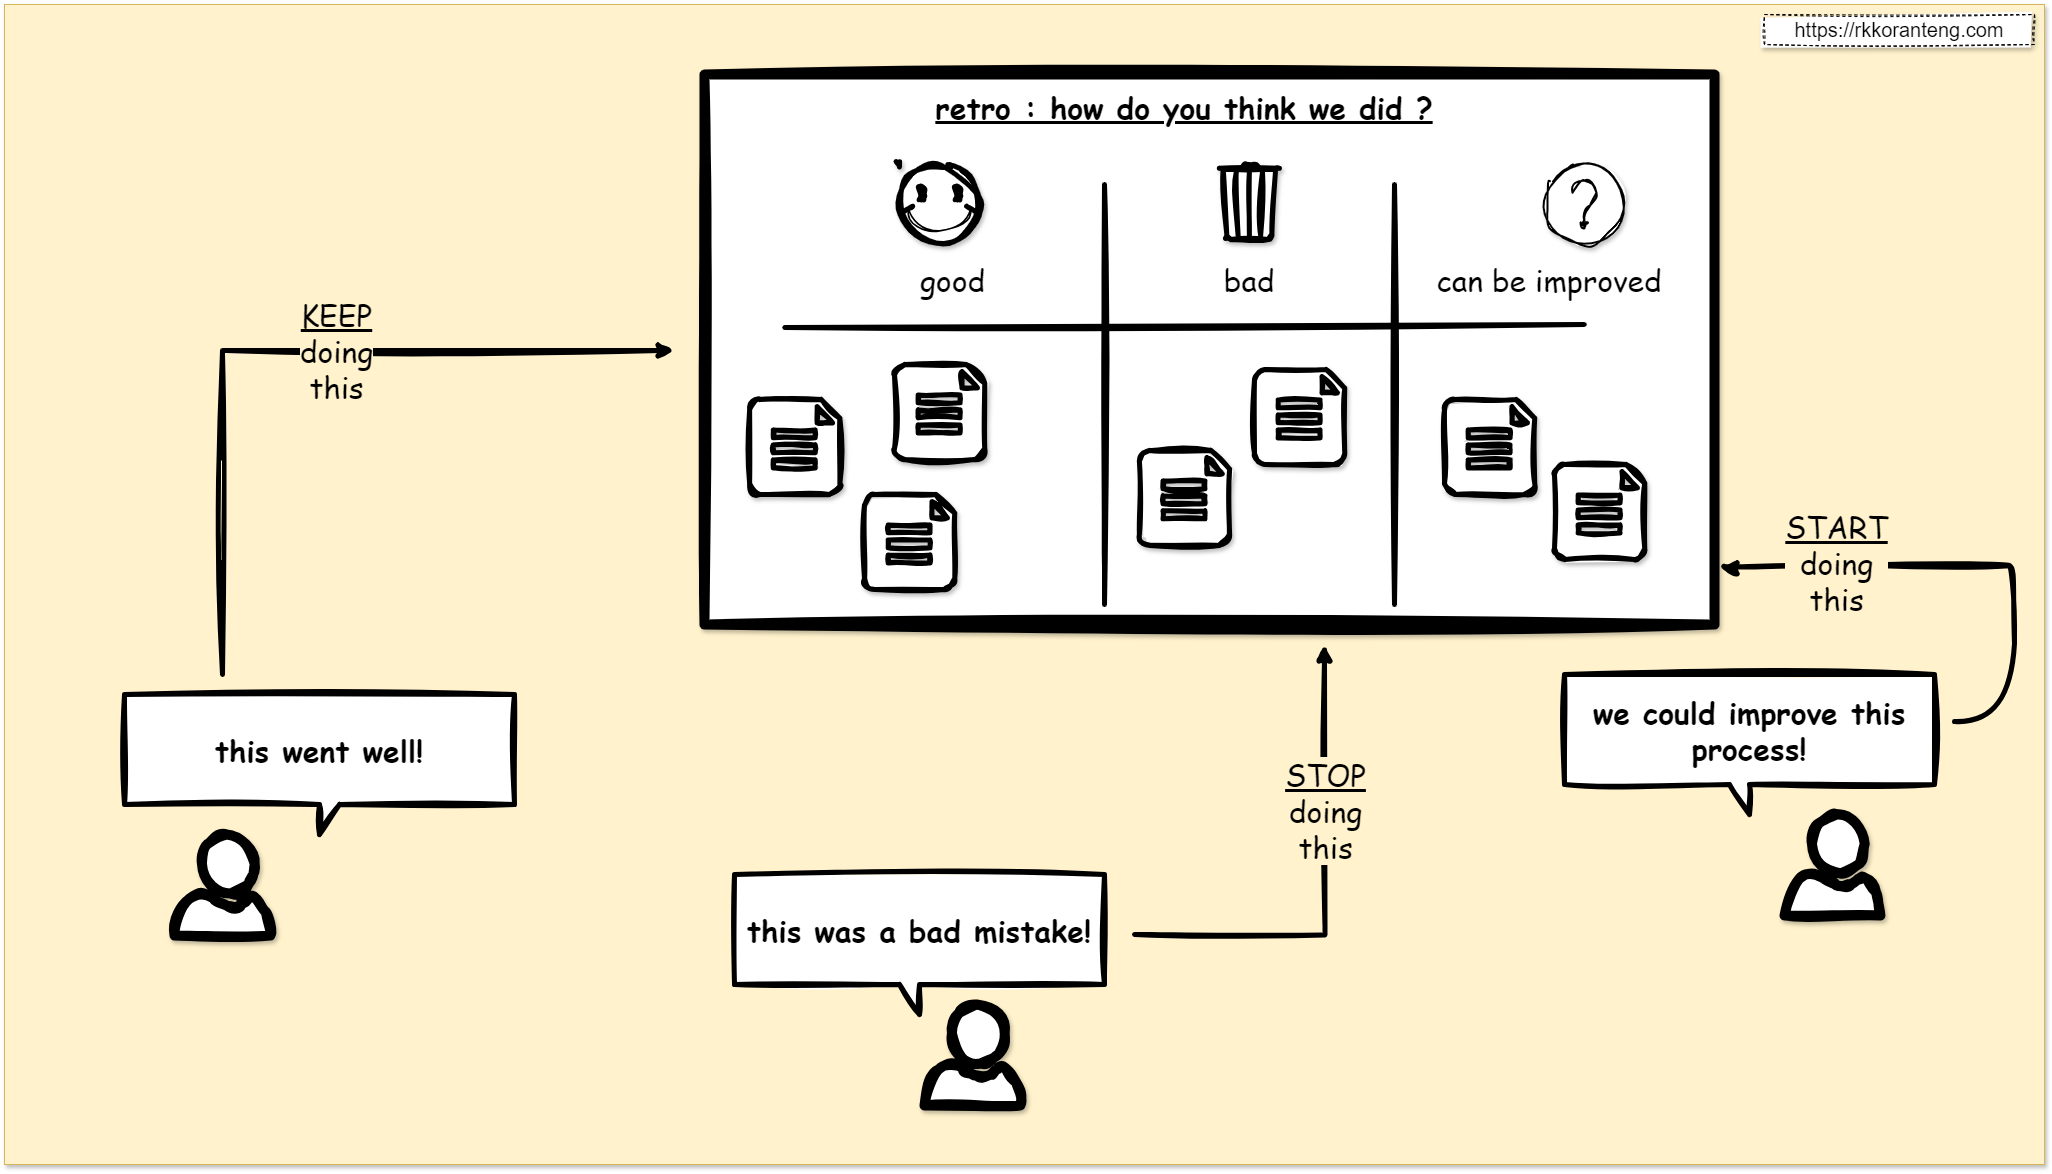 https://rkkoranteng.com
retro : how do you think we did ?
good
bad
can be improved
KEEP
doing
this
START
doing
this
this went well!
we could improve this
process!
STOP
doing
this
this was a bad mistake!